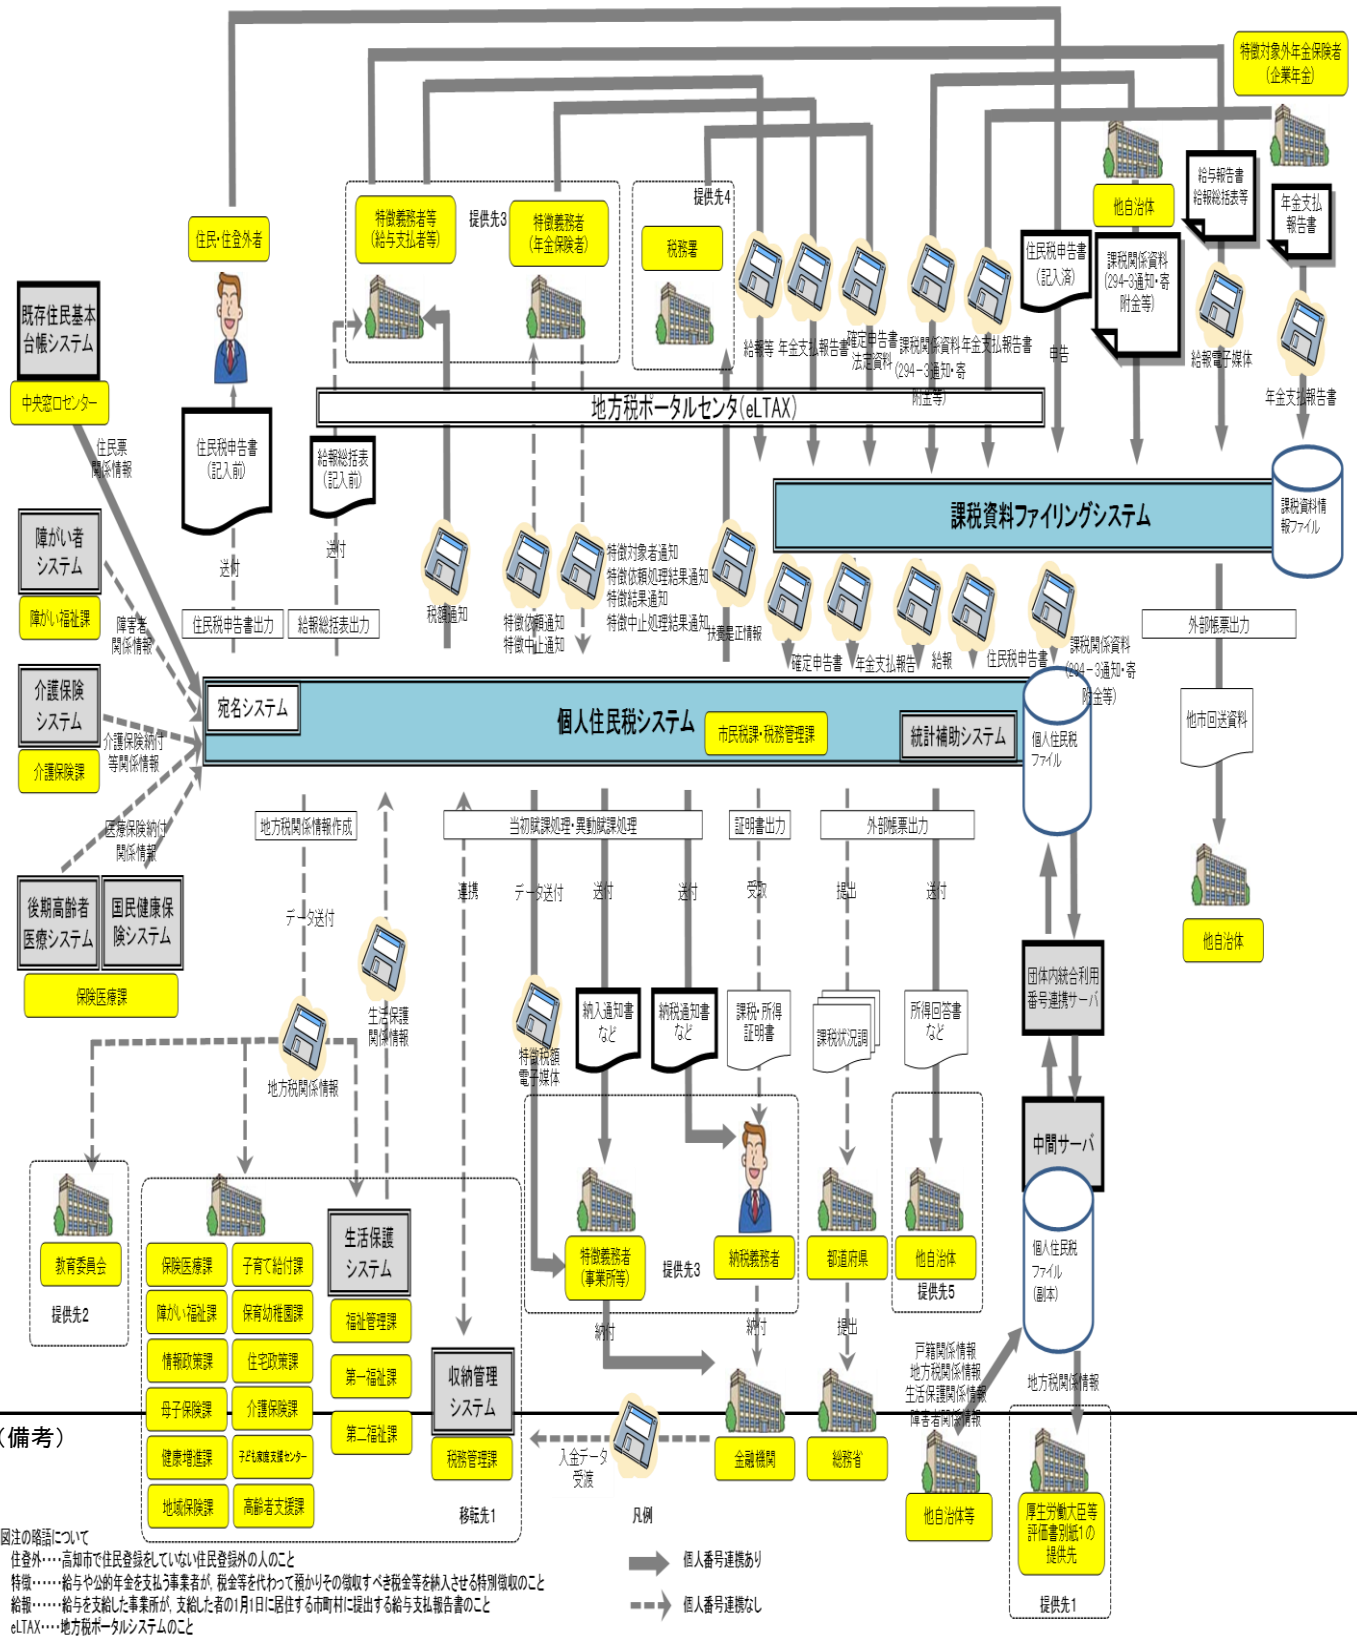 特徴対象外年金保険者
(企業年金)
住民・住登外者
特徴義務者等
(給与支払者等)
提供先3
特徴義務者
(年金保険者)
提供先4
税務署
他自治体
給与報告書
給報総括表等
年金支払
報告書
住民税申告書
(記入済)
課税関係資料
(294-3通知・寄
附金等)
既存住民基本
台帳システム
中央窓口センター
住民票
関係情報
給報等
年金支払報告書
確定申告書
法定資料
課税関係資料
(294-3通知・寄
附金等)
年金支払報告書
申告
給報電子媒体
年金支払報告書
地方税ポータルセンタ(eLTAX)
住民税申告書
(記入前)
給報総括表
(記入前)
課税資料ファイリングシステム
課税資料情
報ファイル
障がい者
システム
障がい福祉課
障害者
関係情報
送付
送付
住民税申告書出力
給報総括表出力
税額通知
特徴依頼通知
特徴中止通知
特徴対象者通知
特徴依頼処理結果通知
特徴結果通知
特徴中止処理結果通知
扶養是正情報
確定申告書
年金支払報告
給報
住民税申告書
課税関係資料
(294-3通知・寄
附金等)
外部帳票出力
他市回送資料
他自治体
介護保険
システム
介護保険課
介護保険納付
等関係情報
宛名システム
個人住民税システム
市民税課・税務管理課
統計補助システム
個人住民税
ファイル
医療保険納付
関係情報
後期高齢者
医療システム
国民健康保
険システム
保険医療課
地方税関係情報作成
データ送付
地方税関係情報
生活保護
関係情報
当初賦課処理・異動賦課処理
証明書出力
外部帳票出力
連携
データ送付
送付
送付
受取
提出
送付
特徴税額
電子媒体
納入通知書
など
納税通知書
など
課税・所得
証明書
課税状況調
所得回答書
など
団体内統合利用
番号連携サーバ
中間サーバ
個人住民税
ファイル
(副本)
教育委員会
提供先2
保険医療課
子育て給付課
障がい福祉課
保育幼稚園課
情報政策課
住宅政策課
母子保険課
介護保険課
健康増進課
子ども家庭支援センター
地域保険課
高齢者支援課
生活保護
システム
福祉管理課
第一福祉課
第二福祉課
収納管理
システム
税務管理課
移転先1
特徴義務者
(事業所等)
提供先3
納税義務者
都道府県
他自治体
提供先5
納付
納付
提出
金融機関
総務省
入金データ
受渡
戸籍関係情報
地方税関係情報
生活保護関係情報
障害者関係情報
他自治体等
地方税関係情報
厚生労働大臣等
評価書別紙1の
提供先
提供先1
凡例
個人番号連携あり
個人番号連携なし
(備考)
図注の略語について
住登外‥‥高知市で住民登録をしていない住民登録外の人のこと
特徴‥‥‥給与や公的年金を支払う事業者が,税金等を代わって預かりその徴収すべき税金等を納入させる特別徴収のこと
給報‥‥‥給与を支給した事業所が,支給した者の1月1日に居住する市町村に提出する給与支払報告書のこと
eLTAX‥‥地方税ポータルシステムのこと